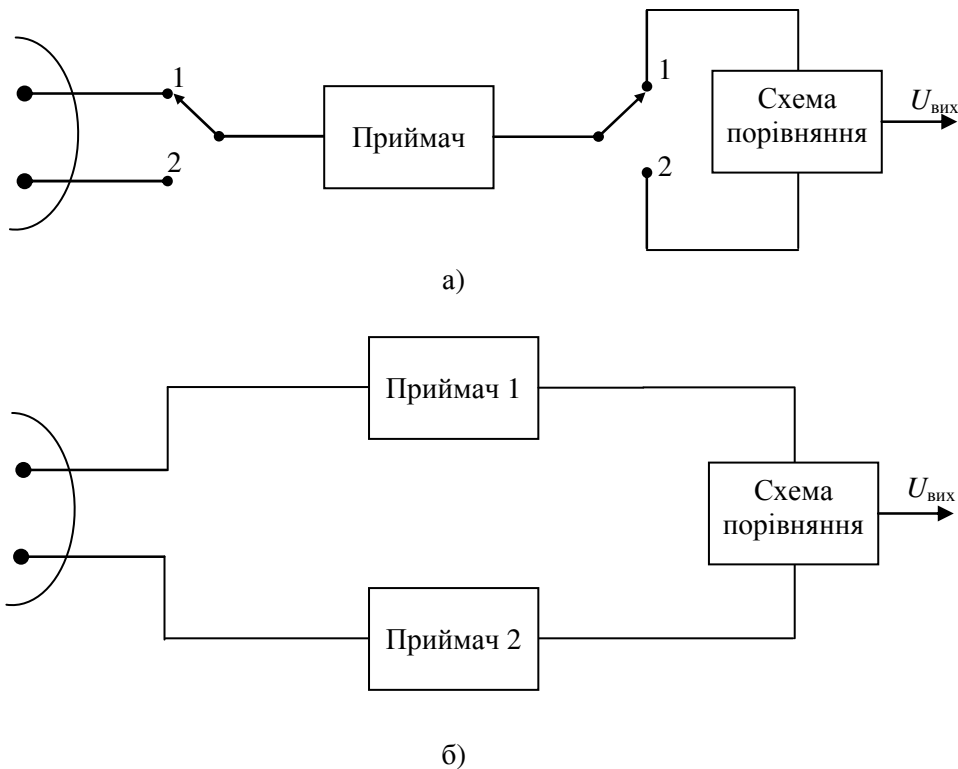 1
2
Приймач
1
2
Схема
порівняння
Uвих
а)
Приймач 1
Приймач 2
Схема
порівняння
Uвих
б)